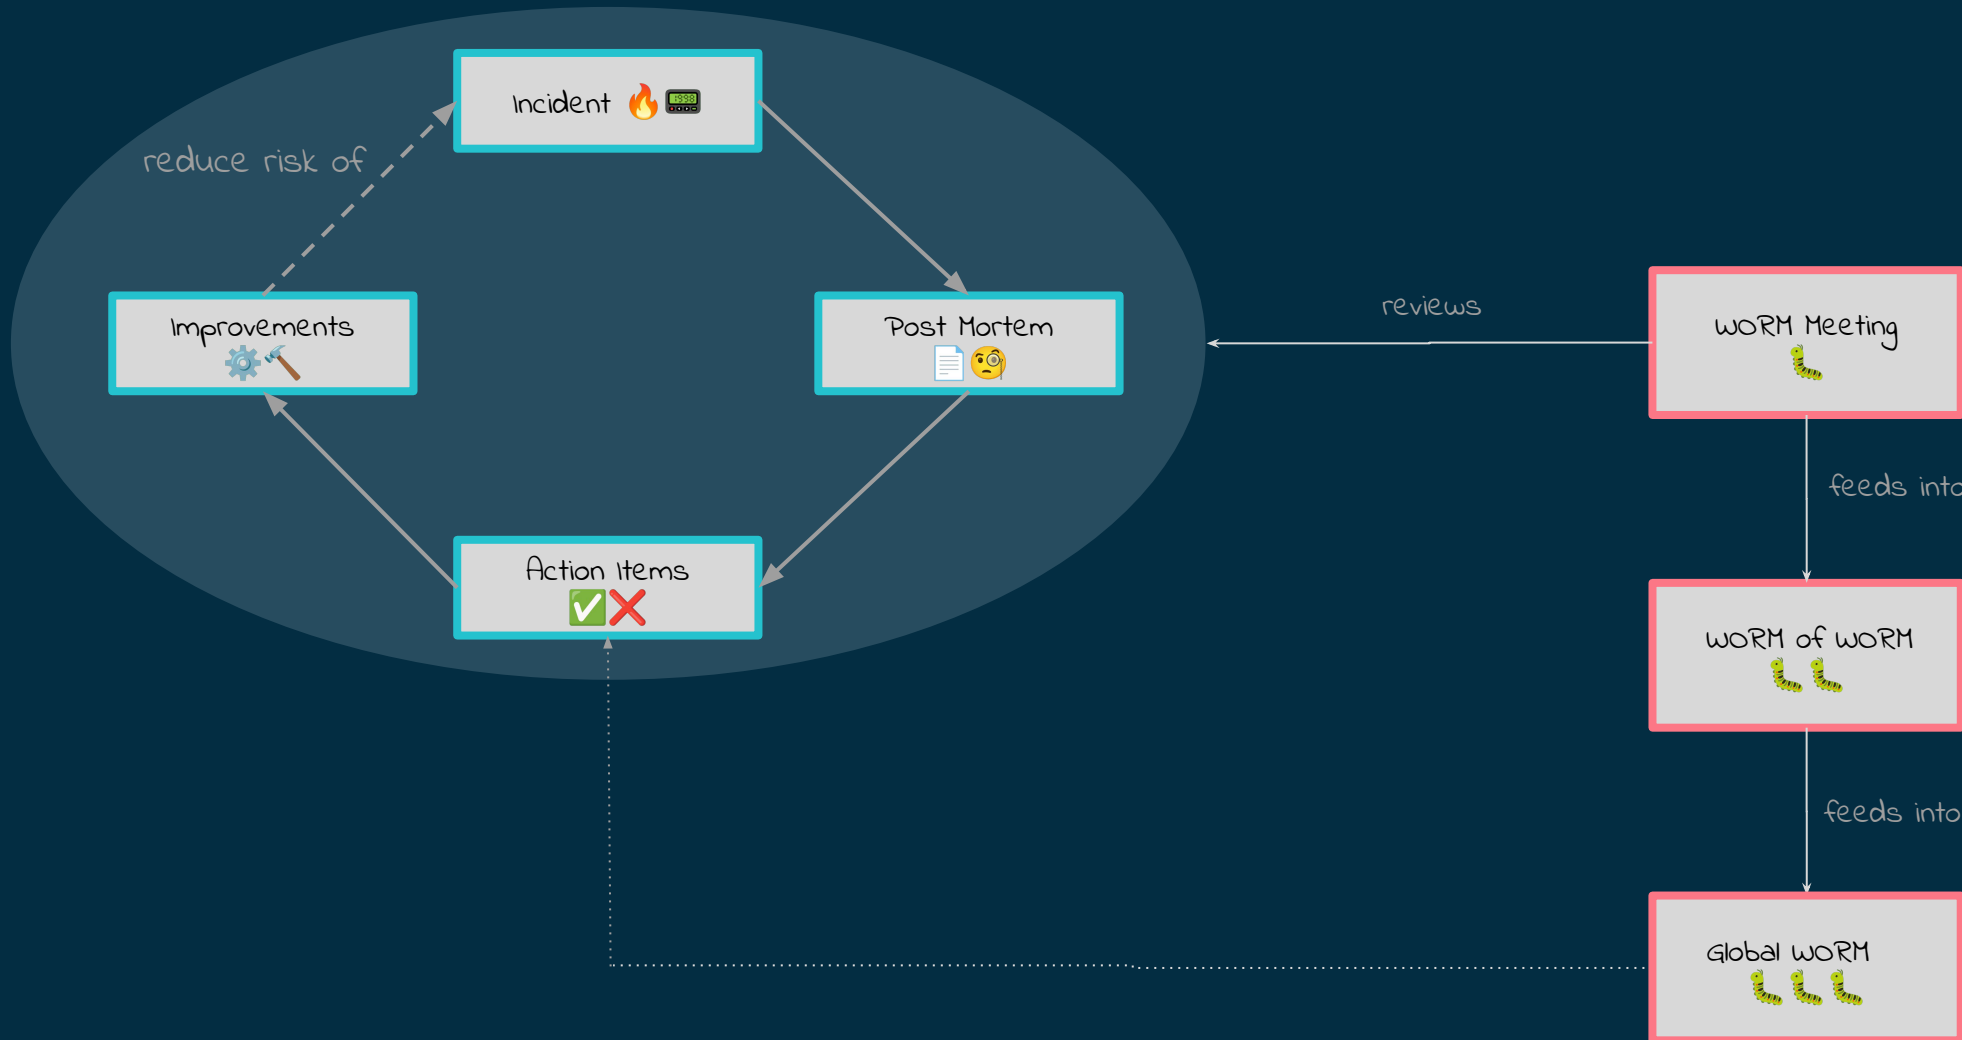 Incident 🔥📟
reduce risk of
Improvements
⚙️🔨
Post Mortem
📄🧐
reviews
WORM Meeting
🐛
feeds into
Action Items
✅❌
WORM of WORM
🐛🐛
feeds into
Global WORM
🐛🐛🐛